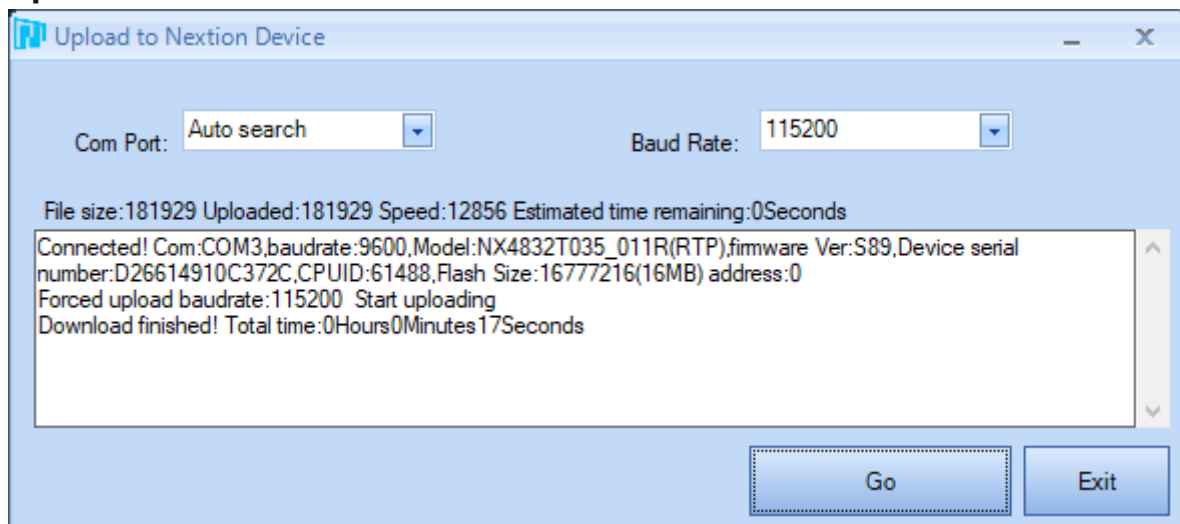 Upload to Nextion Device
Com Port: Auto search Baud Rate: 115200
File size:181929 Uploaded:181929 Speed:12856 Estimated time remaining:0Seconds
Connected! Com:COM3,baudrate:9600,Model:NX4832T035_011R(RTP),firmware Ver:S89,Device serial
number:D26614910C372C,CPUID:61488,Flash Size:16777216(16MB) address:0
Forced upload baudrate:115200 Start uploading
Download finished! Total time:0Hours0Minutes17Seconds
Go Exit